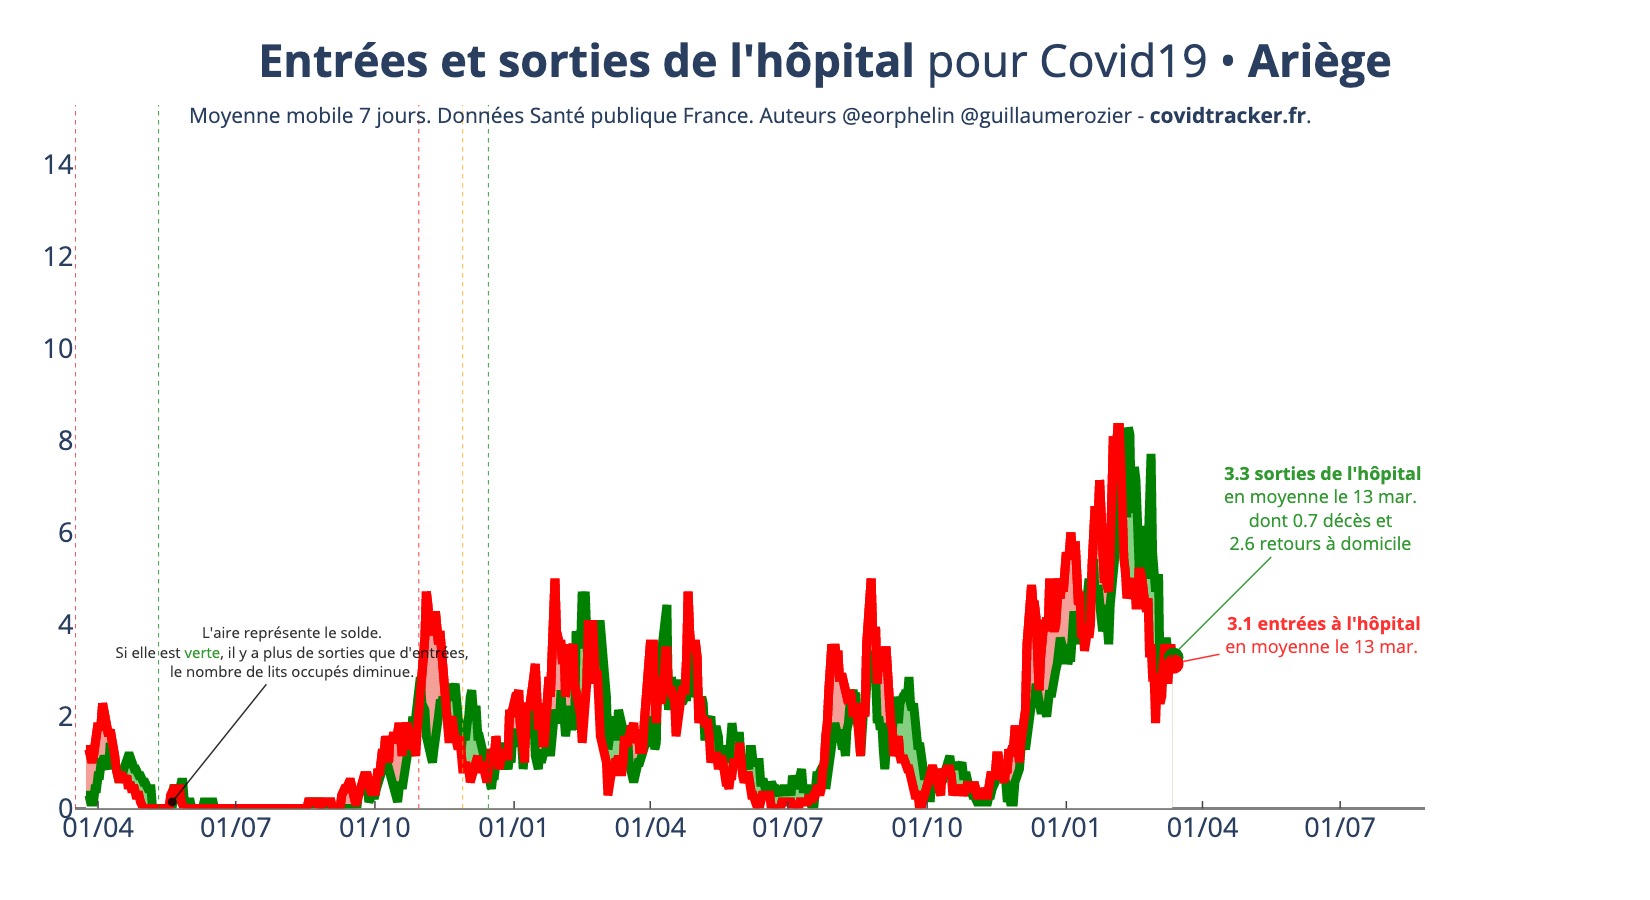 Entrées et sorties de l'hôpital pour Covid19 • Ariège
Moyenne mobile 7 jours. Données Santé publique France. Auteurs @eorphelin @guillaumerozier - covidtracker.fr.
14
12
10
8
6
4
2
0
L'aire représente le solde.
Si elle est verte, il y a plus de sorties que d'entrées,
le nombre de lits occupés diminue.
3.3 sorties de l'hôpital
en moyenne le 13 mar.
dont 0.7 décès et
2.6 retours à domicile
3.1 entrées à l'hôpital
en moyenne le 13 mar.
01/04 01/07 01/10 01/01 01/04 01/07 01/10 01/01 01/04 01/07